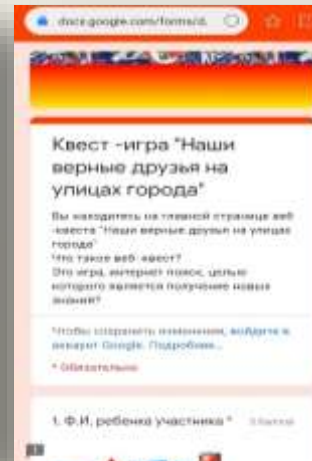 docs.google.com/forms/d.
Квест -игра "Наши
верные друзья на
улицах города"
Вы находитесь на главной странице веб
-квеста "Наши верные друзья на улицах
города"
Что такое веб-квест?
Это игра, интернет поиск, целью
которого является получение новых
знаний?
Чтобы сохранить изменения, войдите в
аккаунт Google. Подробнее...
* Обязательно
1. Ф.И. ребенка участника *